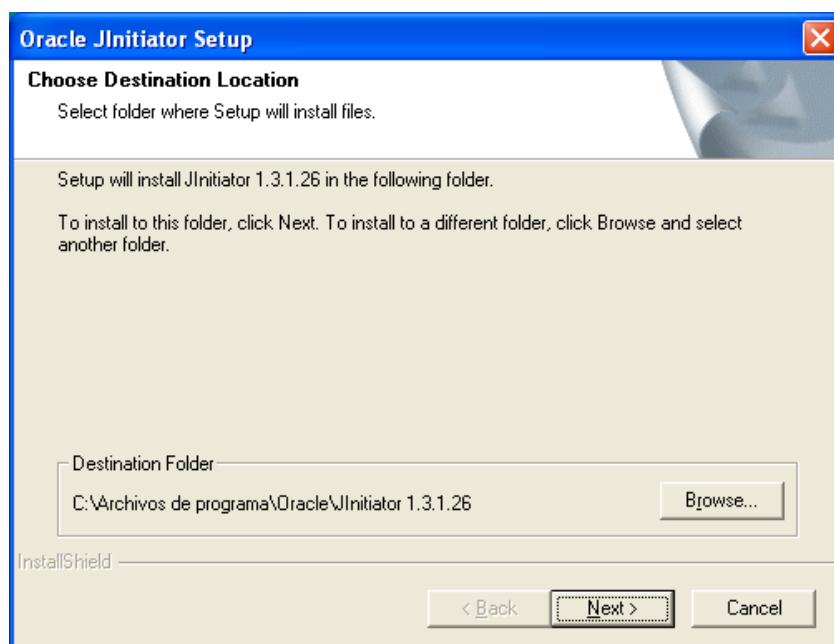 Oracle JInitiator Setup
Choose Destination Location
Select folder where Setup will install files.
Setup will install JInitiator 1.3.1.26 in the following folder.
To install to this folder, click Next. To install to a different folder, click Browse and select
another folder.
Destination Folder
C:\Archivos de programa\Oracle\JInitiator 1.3.1.26
Browse...
InstallShield
< Back
Next >
Cancel